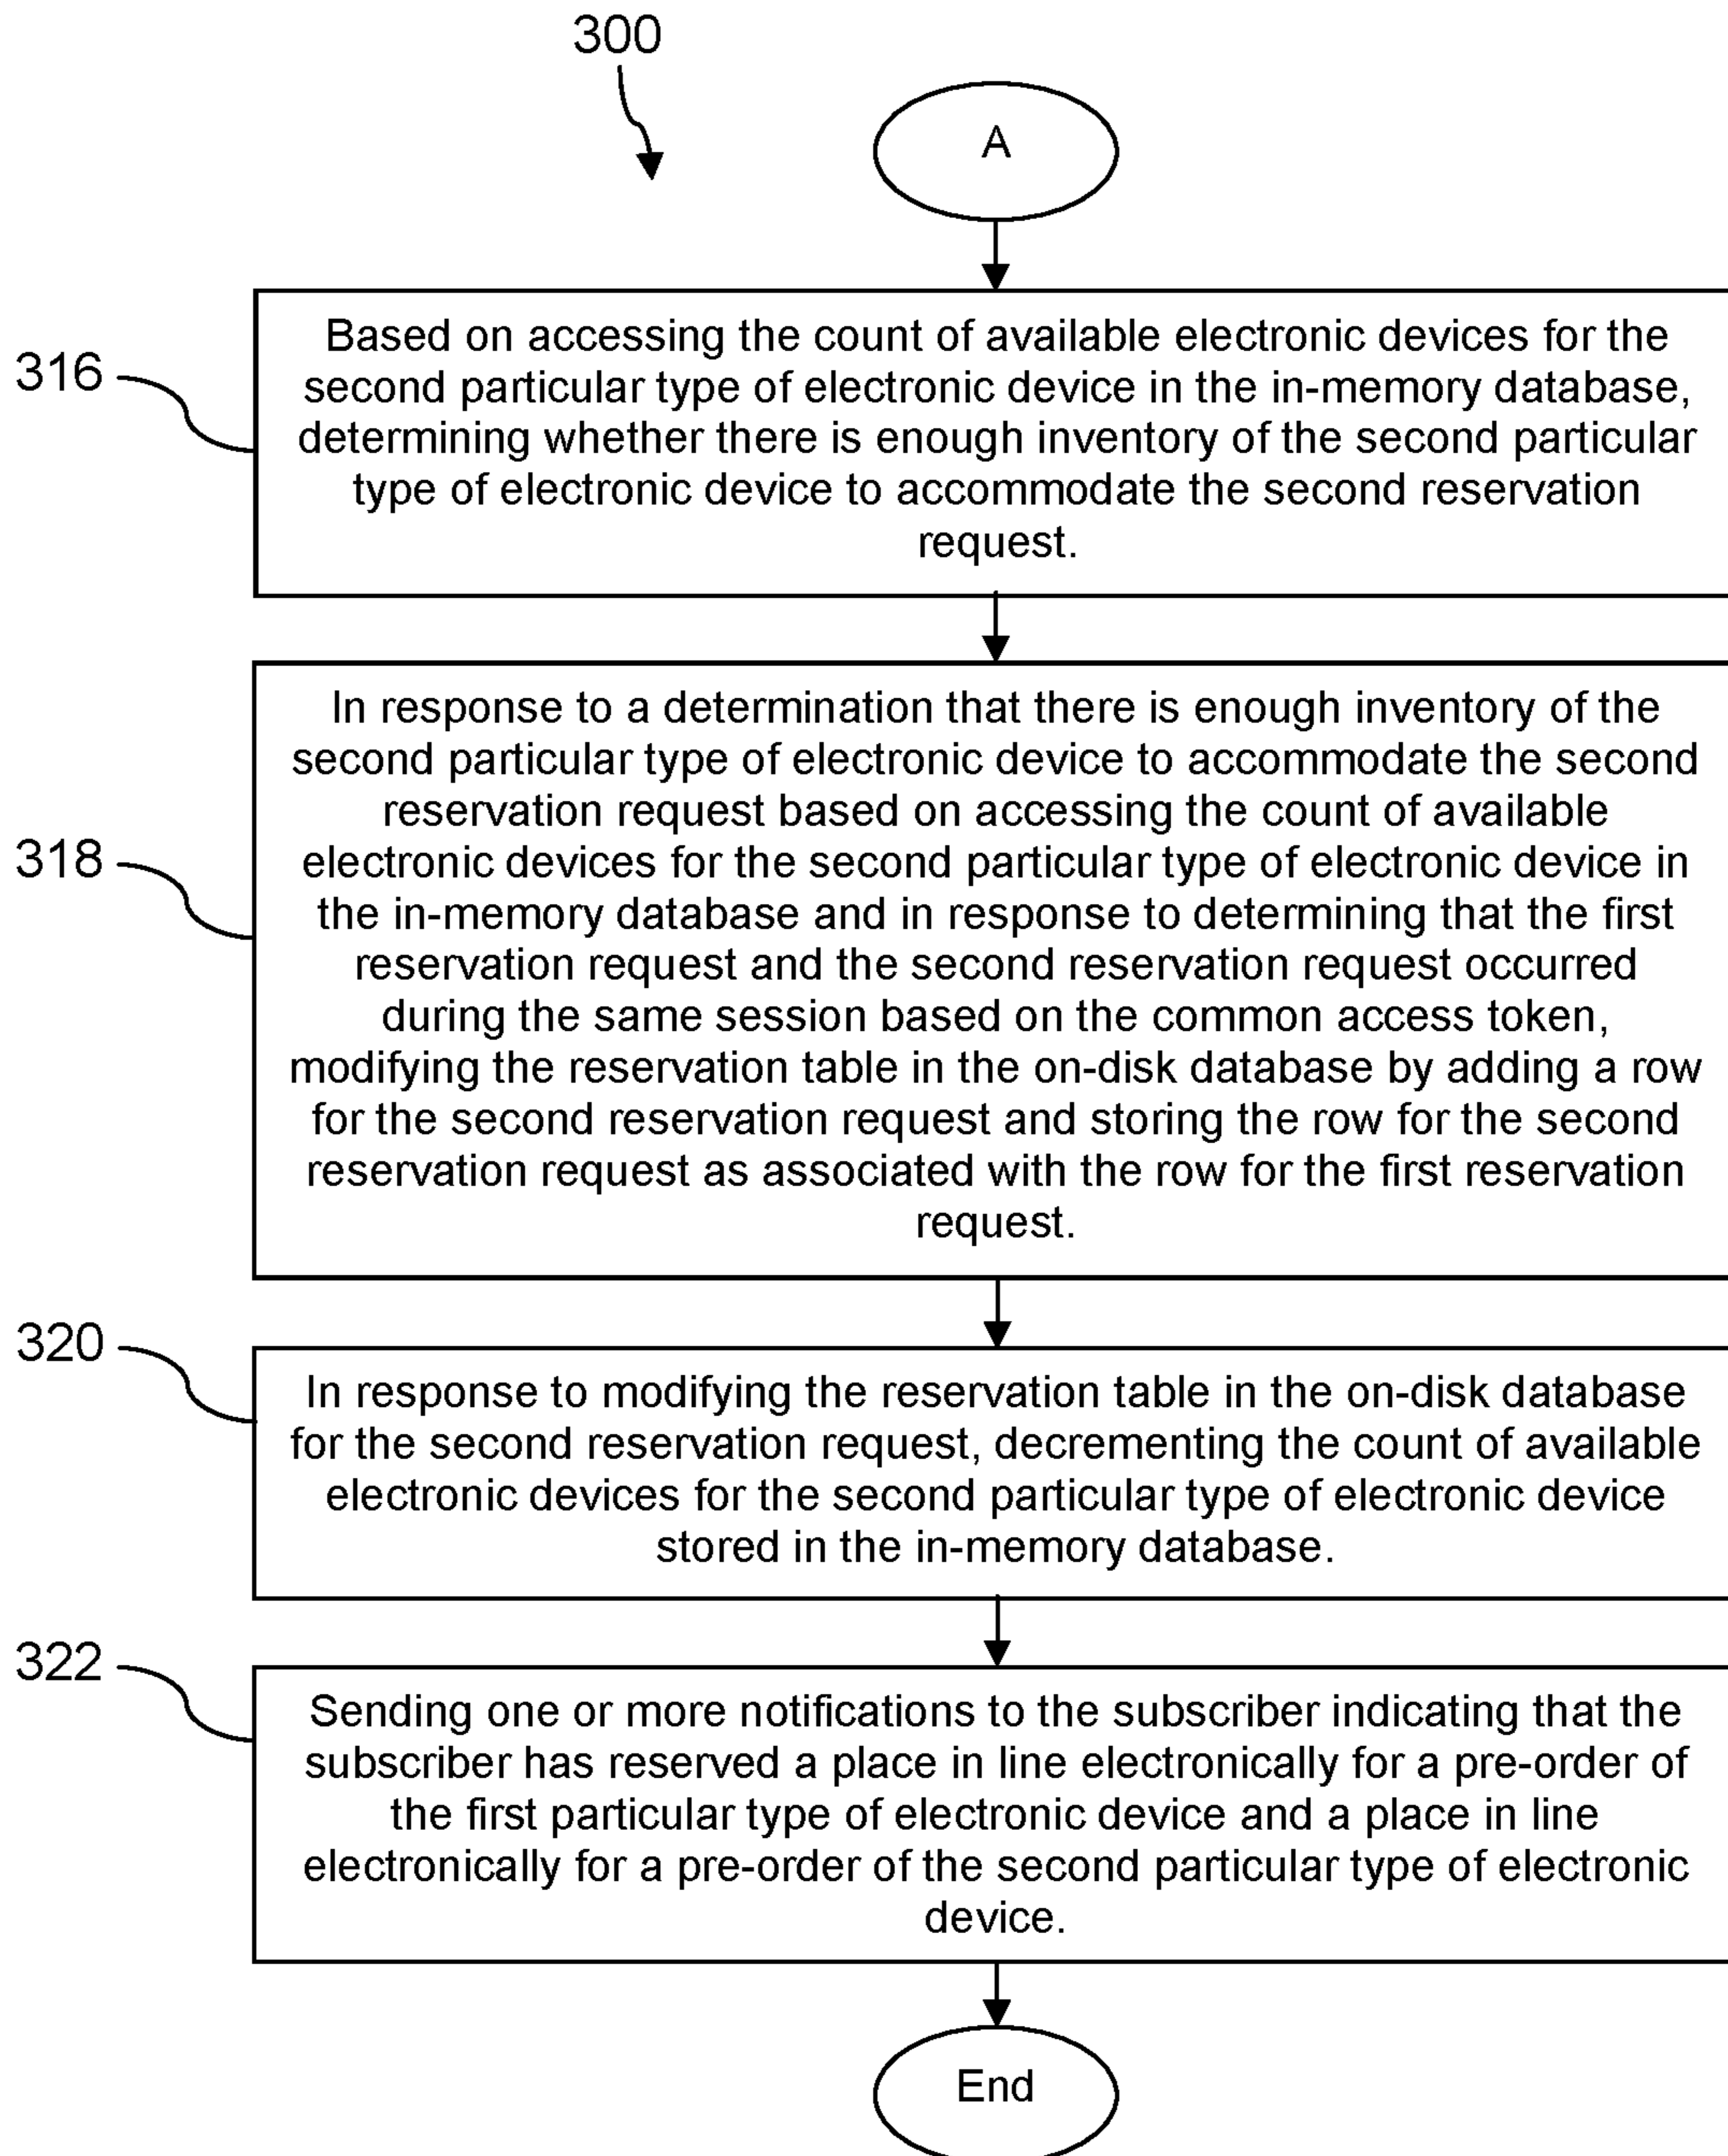 300
A
316
Based on accessing the count of available electronic devices for the
second particular type of electronic device in the in-memory database,
determining whether there is enough inventory of the second particular
type of electronic device to accommodate the second reservation
request.
318
In response to a determination that there is enough inventory of the
second particular type of electronic device to accommodate the second
reservation request based on accessing the count of available
electronic devices for the second particular type of electronic device in
the in-memory database and in response to determining that the first
reservation request and the second reservation request occurred
during the same session based on the common access token,
modifying the reservation table in the on-disk database by adding a row
for the second reservation request and storing the row for the second
reservation request as associated with the row for the first reservation
request.
320
In response to modifying the reservation table in the on-disk database
for the second reservation request, decrementing the count of available
electronic devices for the second particular type of electronic device
stored in the in-memory database.
322
Sending one or more notifications to the subscriber indicating that the
subscriber has reserved a place in line electronically for a pre-order of
the first particular type of electronic device and a place in line
electronically for a pre-order of the second particular type of electronic
device.
End